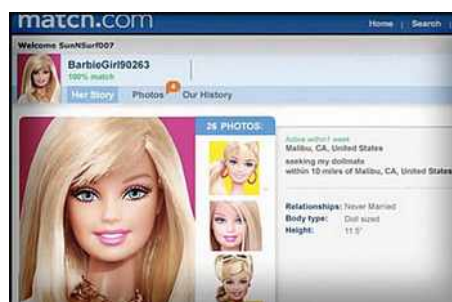 match.com
Home | Search |
Welcome SunNSurf007
BarbieGirl90263
100% match
Her Story Photos 4 Our History
26 PHOTOS:
Active within 1 week
Malibu, CA, United States
seeking my dollmate
within 10 miles of Malibu, CA, United States
Relationships: Never Married
Body type: Doll sized
Height: 11.5"